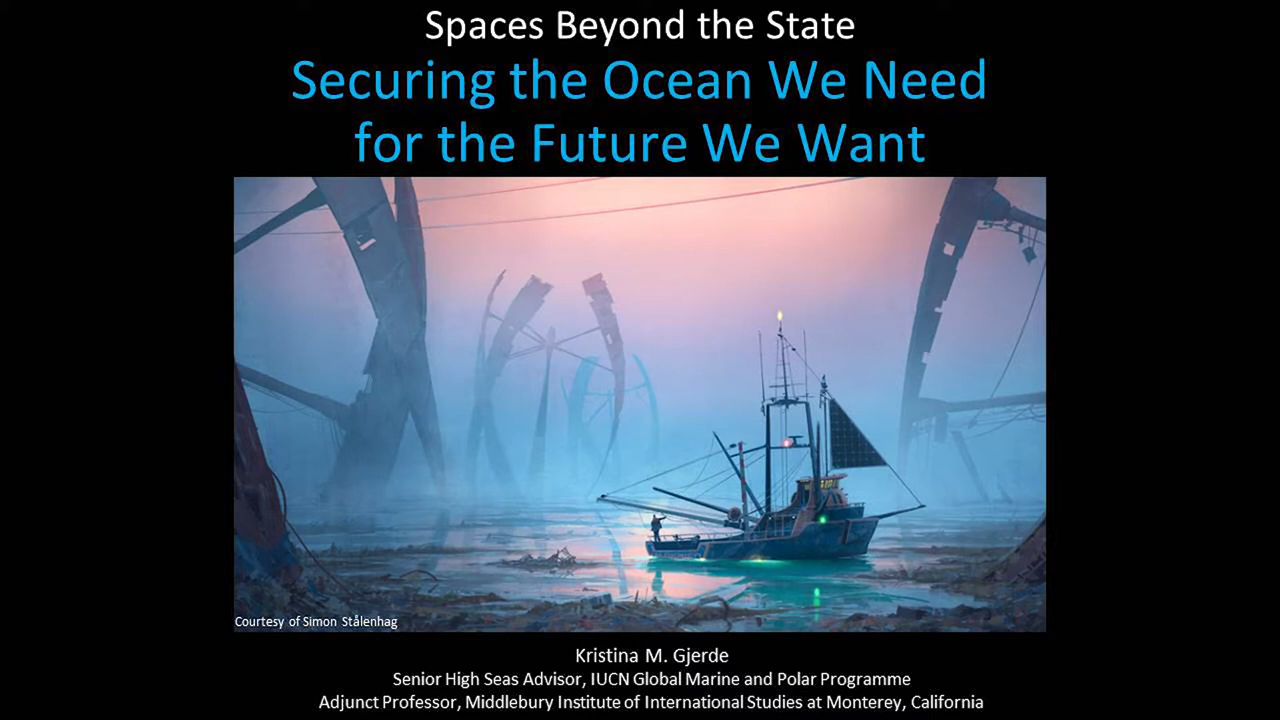 Spaces Beyond the State
Securing the Ocean We Need
for the Future We Want
Courtesy of Simon Stålenhag
Kristina M. Gjerde
Senior High Seas Advisor, IUCN Global Marine and Polar Programme
Adjunct Professor, Middlebury Institute of International Studies at Monterey, California